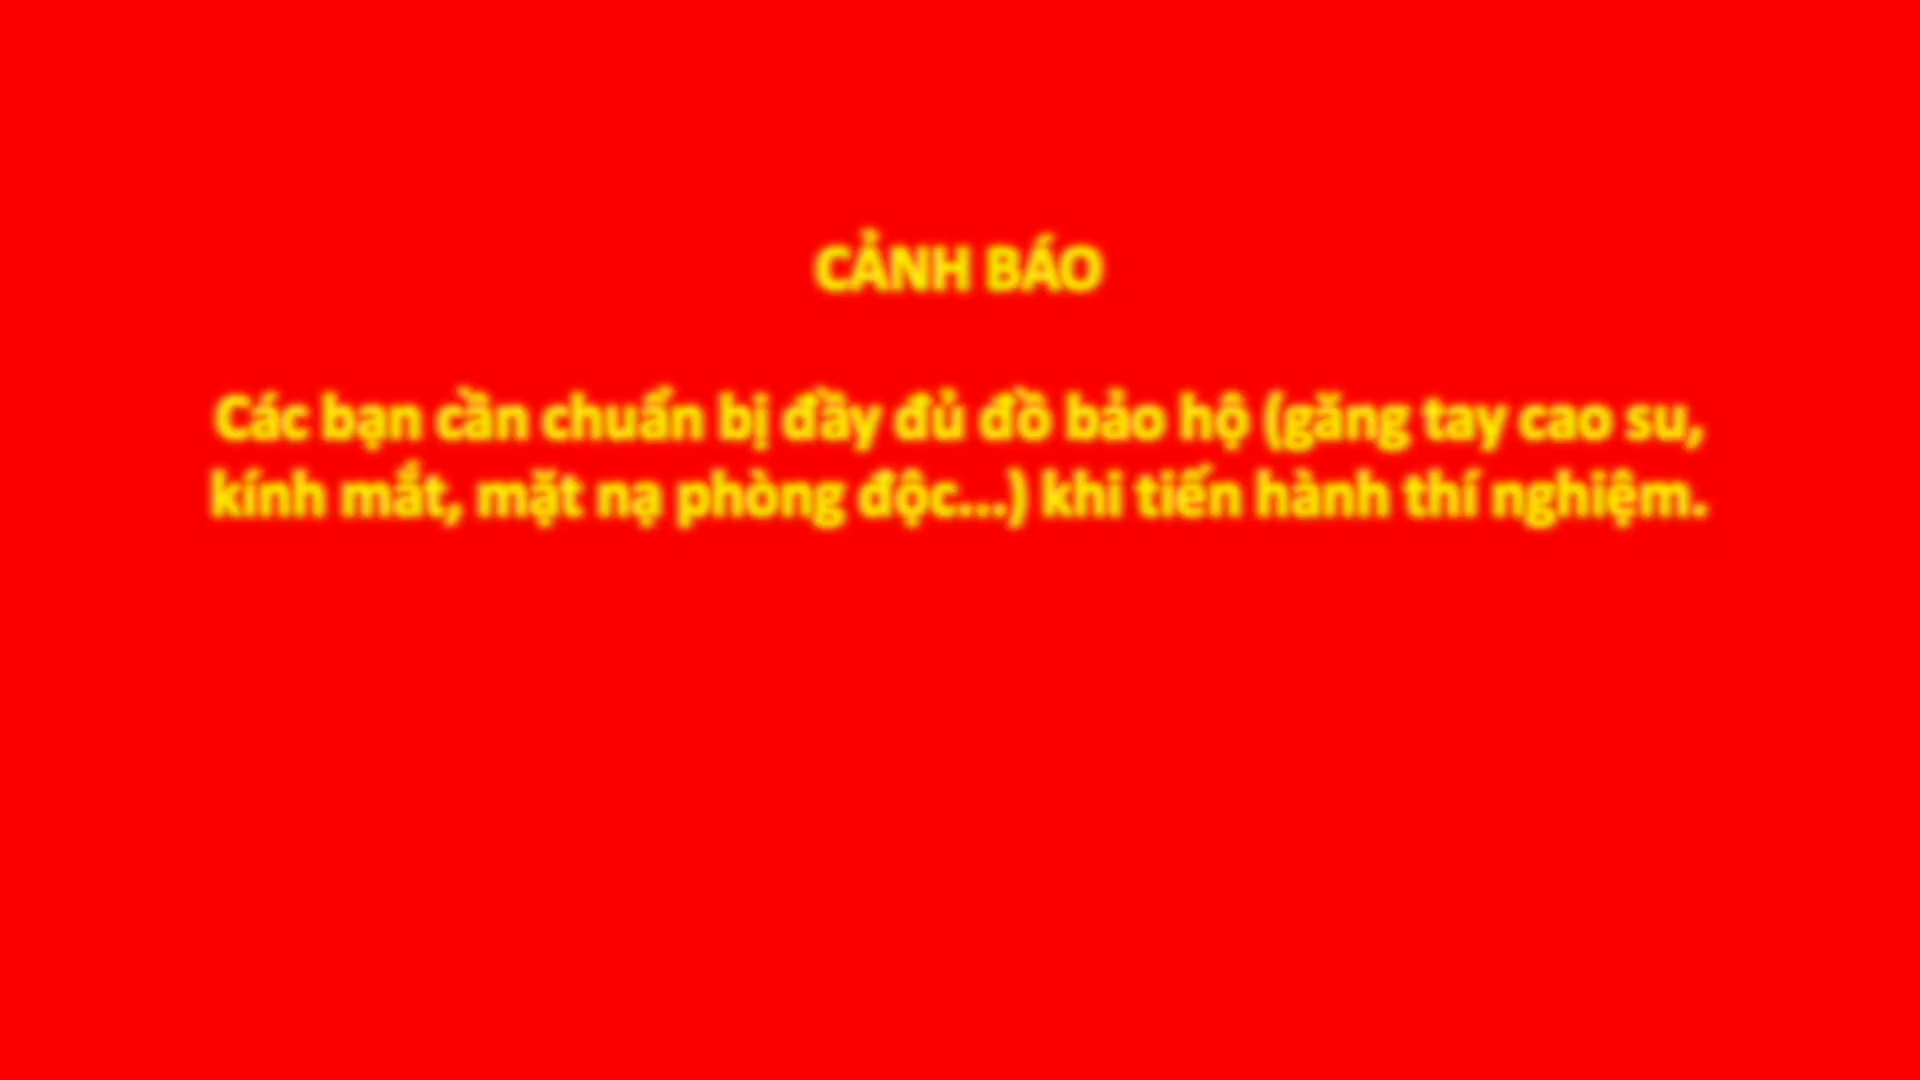 CẢNH BÁO
Các bạn cần chuẩn bị đầy đủ đồ bảo hộ (găng tay cao su,
kính mắt, mặt nạ phòng độc...) khi tiến hành thí nghiệm.